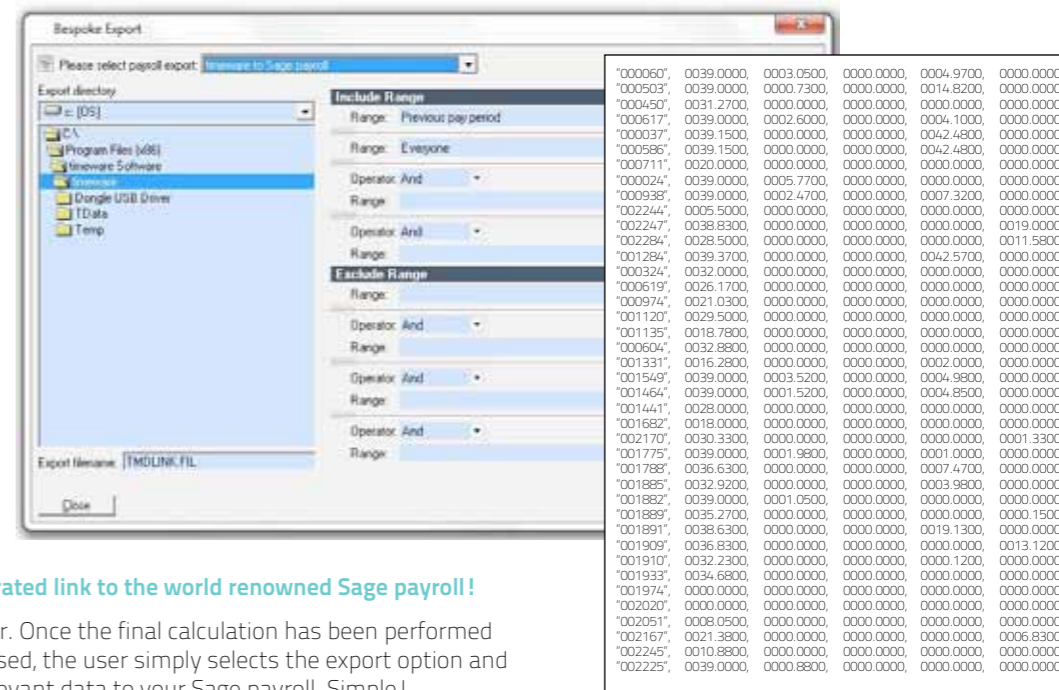 Bespoke Export
Please select payroll export: timeware to Sage payroll
Export directory
c: [OS]
C:\
Program Files (x86)
timeware Software
timeware
Dongle USB Driver
TData
Temp
Export filename: TMDLINK.FIL
Close
Include Range
Range: Previous pay period
Range: Everyone
Operator: And
Range:
Operator: And
Range:
Exclude Range
Range:
Operator: And
Range:
Operator: And
Range:
Operator: And
Range:
"000060", 0039.0000, 0003.0500, 0000.0000, 0004.9700, 0000.0000
"000503", 0039.0000, 0000.7300, 0000.0000, 0014.8200, 0000.0000
"000450", 0031.2700, 0000.0000, 0000.0000, 0000.0000, 0000.0000
"000617", 0039.0000, 0002.6000, 0000.0000, 0004.1000, 0000.0000
"000037", 0039.1500, 0000.0000, 0000.0000, 0042.4800, 0000.0000
"000586", 0039.1500, 0000.0000, 0000.0000, 0042.4800, 0000.0000
"000711", 0020.0000, 0000.0000, 0000.0000, 0000.0000, 0000.0000
"000024", 0039.0000, 0005.7700, 0000.0000, 0000.0000, 0000.0000
"000938", 0039.0000, 0002.4700, 0000.0000, 0007.3200, 0000.0000
"002244", 0005.5000, 0000.0000, 0000.0000, 0000.0000, 0000.0000
"002247", 0038.8300, 0000.0000, 0000.0000, 0000.0000, 0019.0000
"002284", 0028.5000, 0000.0000, 0000.0000, 0000.0000, 0011.5800
"001284", 0039.3700, 0000.0000, 0000.0000, 0042.5700, 0000.0000
"000324", 0032.0000, 0000.0000, 0000.0000, 0000.0000, 0000.0000
"000619", 0026.1700, 0000.0000, 0000.0000, 0000.0000, 0000.0000
"000974", 0021.0300, 0000.0000, 0000.0000, 0000.0000, 0000.0000
"001120", 0029.5000, 0000.0000, 0000.0000, 0000.0000, 0000.0000
"001135", 0018.7800, 0000.0000, 0000.0000, 0000.0000, 0000.0000
"000604", 0032.8800, 0000.0000, 0000.0000, 0000.0000, 0000.0000
"001331", 0016.2800, 0000.0000, 0000.0000, 0002.0000, 0000.0000
"001549", 0039.0000, 0003.5200, 0000.0000, 0004.9800, 0000.0000
"001464", 0039.0000, 0001.5200, 0000.0000, 0004.8500, 0000.0000
"001441", 0028.0000, 0000.0000, 0000.0000, 0000.0000, 0000.0000
"001682", 0018.0000, 0000.0000, 0000.0000, 0000.0000, 0000.0000
"002170", 0030.3300, 0000.0000, 0000.0000, 0000.0000, 0001.3300
"001775", 0039.0000, 0001.9800, 0000.0000, 0001.0000, 0000.0000
"001788", 0036.6300, 0000.0000, 0000.0000, 0007.4700, 0000.0000
"001885", 0032.9200, 0000.0000, 0000.0000, 0003.9800, 0000.0000
"001882", 0039.0000, 0001.0500, 0000.0000, 0000.0000, 0000.0000
"001889", 0035.2700, 0000.0000, 0000.0000, 0000.0000, 0000.1500
"001891", 0038.6300, 0000.0000, 0000.0000, 0019.1300, 0000.0000
"001909", 0036.8300, 0000.0000, 0000.0000, 0000.0000, 0013.1200
"001910", 0032.2300, 0000.0000, 0000.0000, 0000.1200, 0000.0000
"001933", 0034.6800, 0000.0000, 0000.0000, 0000.0000, 0000.0000
"001974", 0000.0000, 0000.0000, 0000.0000, 0000.0000, 0000.0000
"002020", 0000.0000, 0000.0000, 0000.0000, 0000.0000, 0000.0000
"002051", 0008.0500, 0000.0000, 0000.0000, 0000.0000, 0000.0000
"002167", 0021.3800, 0000.0000, 0000.0000, 0000.0000, 0006.8300
"002245", 0010.8800, 0000.0000, 0000.0000, 0000.0000, 0000.0000
"002225", 0039.0000, 0000.8800, 0000.0000, 0000.0000, 0000.0000
rated link to the world renowned Sage payroll!
r. Once the final calculation has been performed
sed, the user simply selects the export option and
evant data to your Sage payroll. Simple!